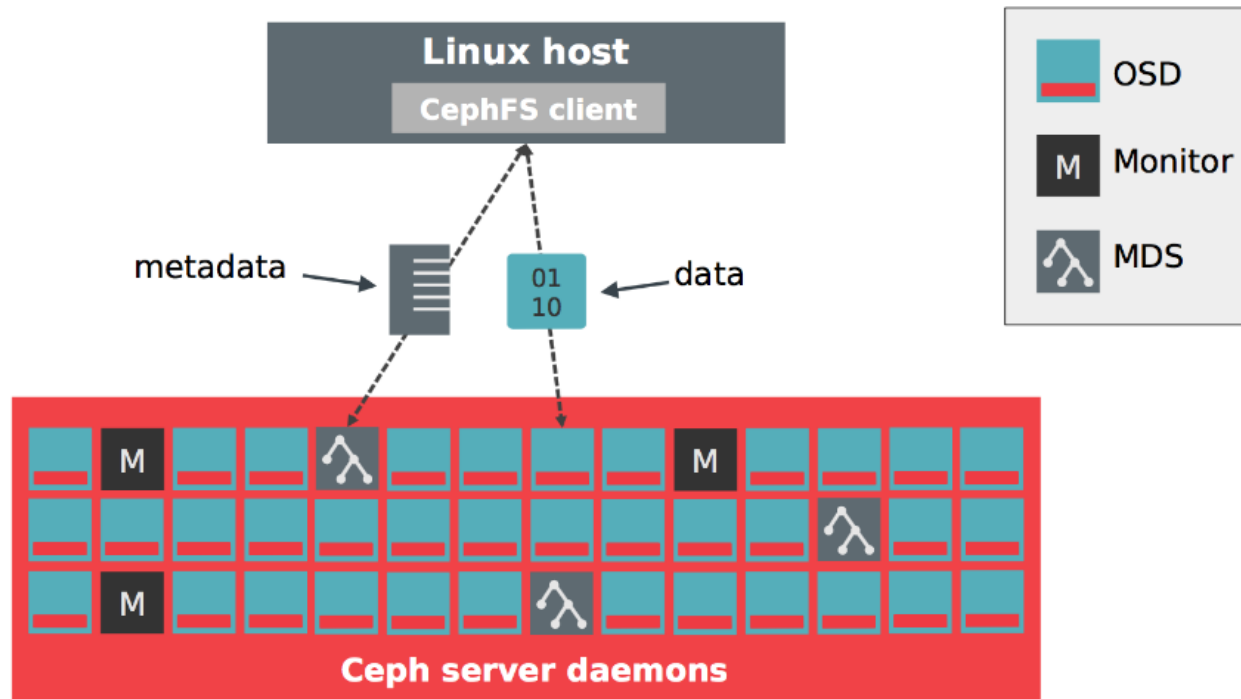 Linux host
CephFS client
OSD
Monitor
M
MDS
metadata
data
01
10
M
M
M
Ceph server daemons